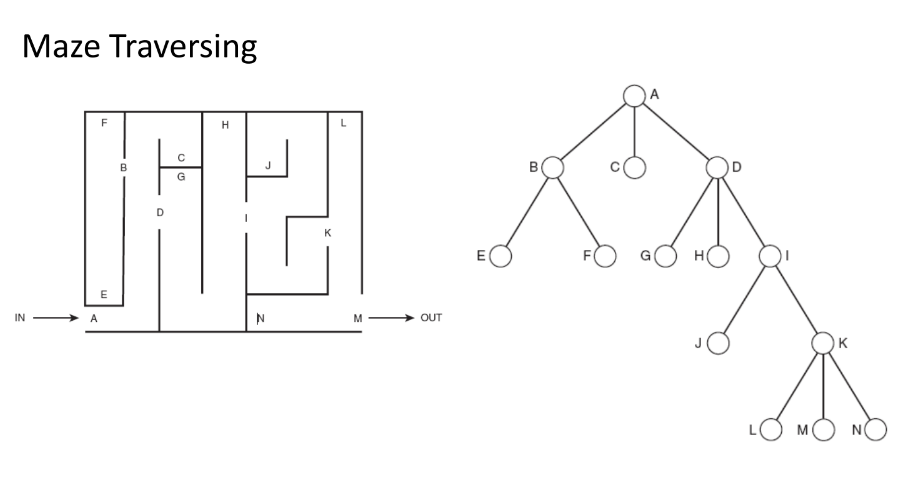 Maze Traversing
F
H
L
B
C
J
G
D
I
K
E
IN
A
N
M
OUT
A
B
C
D
E
F
G
H
I
J
K
L
M
N